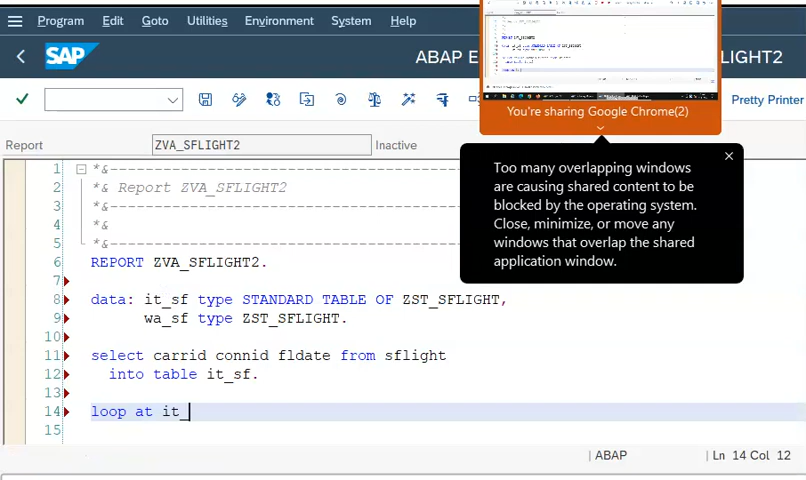 Program Edit Goto Utilities Environment System Help
SAP ABAP E LIGHT2
You're sharing Google Chrome(2)
Pretty Printer
Too many overlapping windows
are causing shared content to be
blocked by the operating system.
Close, minimize, or move any
windows that overlap the shared
application window.
Report ZVA_SFLIGHT2 Inactive
1 *&---------------------------------------------
2 *& Report ZVA_SFLIGHT2
3 *&---------------------------------------------
4 *&
5 *&---------------------------------------------
6 REPORT ZVA_SFLIGHT2.
7
8 data: it_sf type STANDARD TABLE OF ZST_SFLIGHT,
9 wa_sf type ZST_SFLIGHT.
10
11 select carrid connid fldate from sflight
12 into table it_sf.
13
14 loop at it_
15
ABAP Ln 14 Col 12